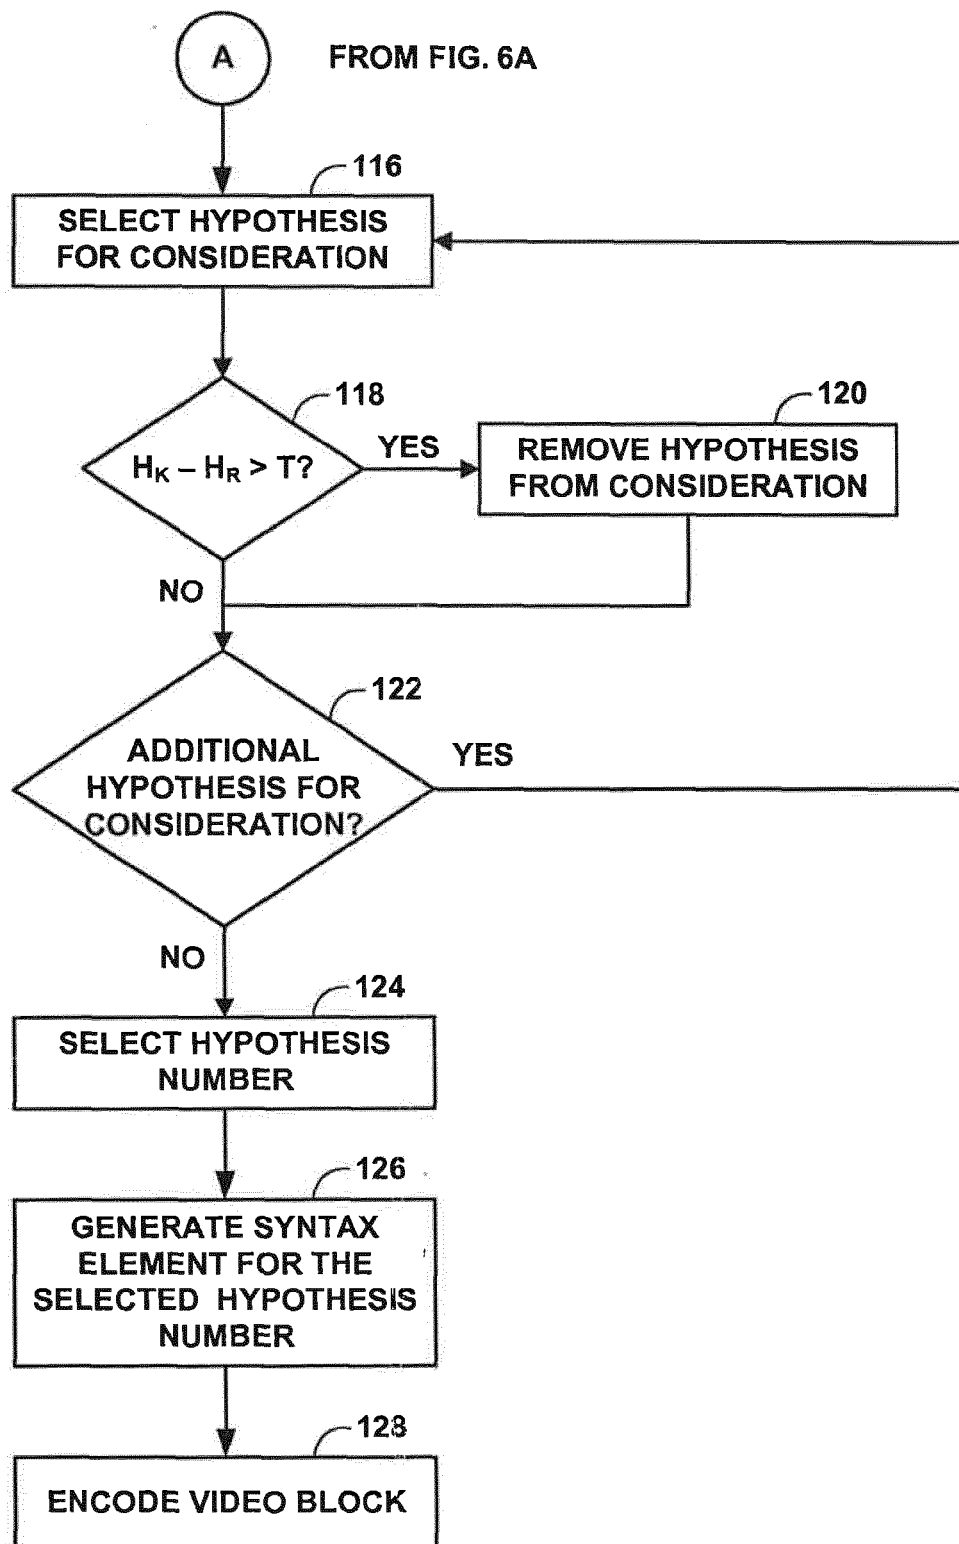 A
FROM FIG. 6A
116
SELECT HYPOTHESIS
FOR CONSIDERATION
118
H_K – H_R > T?
YES
120
REMOVE HYPOTHESIS
FROM CONSIDERATION
NO
122
ADDITIONAL
HYPOTHESIS FOR
CONSIDERATION?
YES
NO
124
SELECT HYPOTHESIS
NUMBER
126
GENERATE SYNTAX
ELEMENT FOR THE
SELECTED HYPOTHESIS
NUMBER
128
ENCODE VIDEO BLOCK